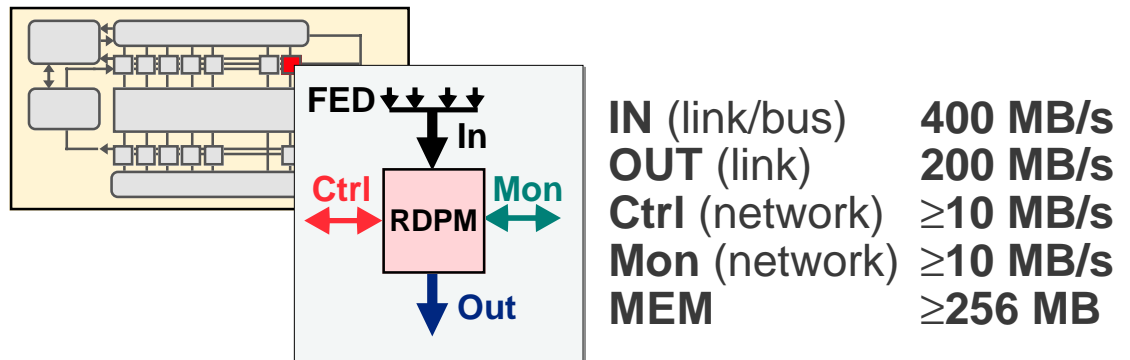 FED
In
Ctrl
Mon
RDPM
Out
IN (link/bus) 400 MB/s
OUT (link) 200 MB/s
Ctrl (network) ≥10 MB/s
Mon (network) ≥10 MB/s
MEM ≥256 MB